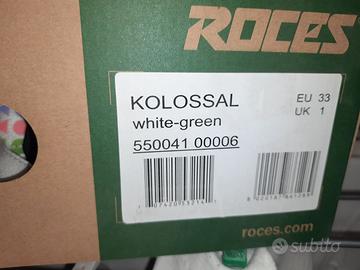 ROCES
KOLOSSAL
EU 33
white-green
UK 1
550041 00006
roces.com
subito